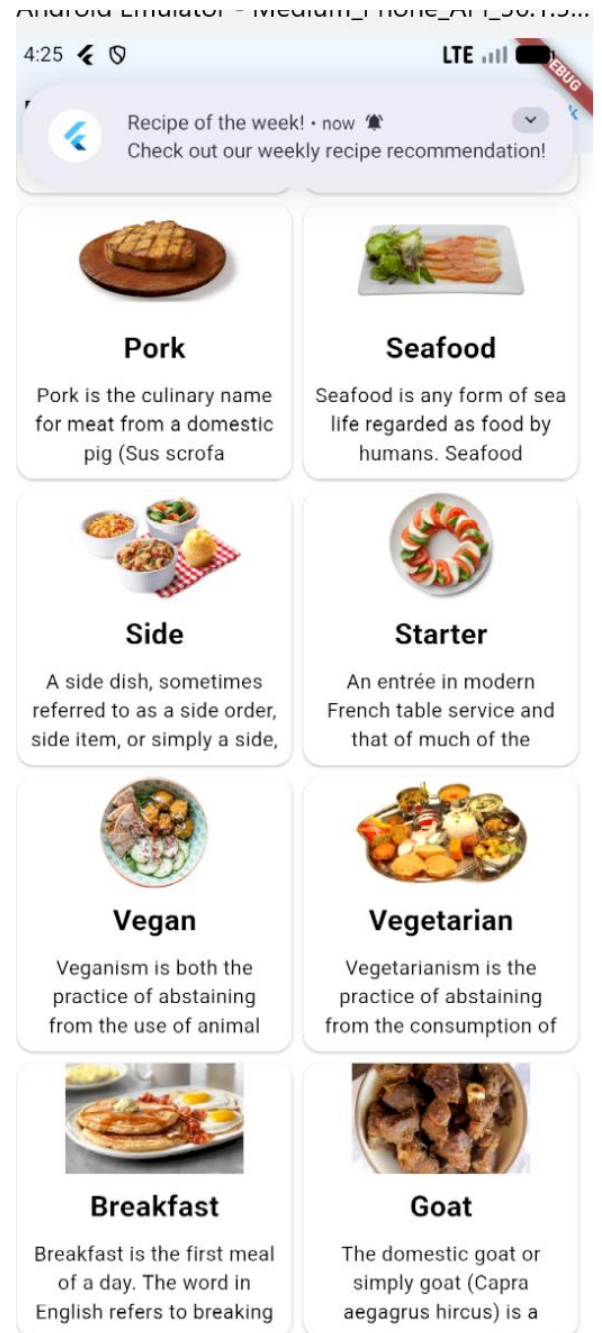 4:25
LTE
DEBUG
Recipe of the week! • now
Check out our weekly recipe recommendation!
Pork
Pork is the culinary name
for meat from a domestic
pig (Sus scrofa
Seafood
Seafood is any form of sea
life regarded as food by
humans. Seafood
Side
A side dish, sometimes
referred to as a side order,
side item, or simply a side,
Starter
An entrée in modern
French table service and
that of much of the
Vegan
Veganism is both the
practice of abstaining
from the use of animal
Vegetarian
Vegetarianism is the
practice of abstaining
from the consumption of
Breakfast
Breakfast is the first meal
of a day. The word in
English refers to breaking
Goat
The domestic goat or
simply goat (Capra
aegagrus hircus) is a